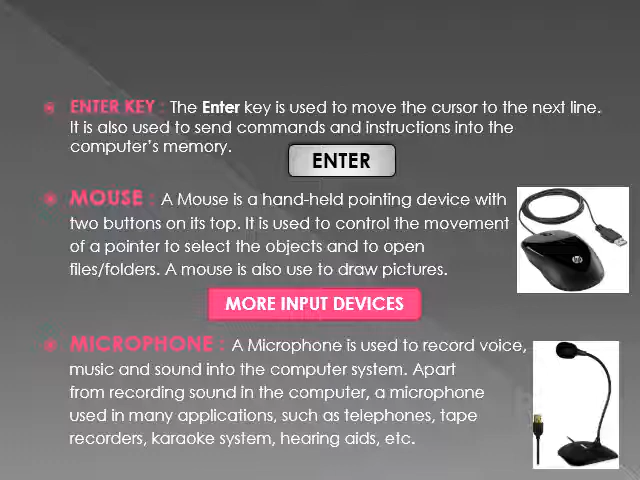 ENTER KEY : The Enter key is used to move the cursor to the next line.
It is also used to send commands and instructions into the
computer's memory.
ENTER
MOUSE : A Mouse is a hand-held pointing device with
two buttons on its top. It is used to control the movement
of a pointer to select the objects and to open
files/folders. A mouse is also use to draw pictures.
MORE INPUT DEVICES
MICROPHONE : A Microphone is used to record voice,
music and sound into the computer system. Apart
from recording sound in the computer, a microphone
used in many applications, such as telephones, tape
recorders, karaoke system, hearing aids, etc.